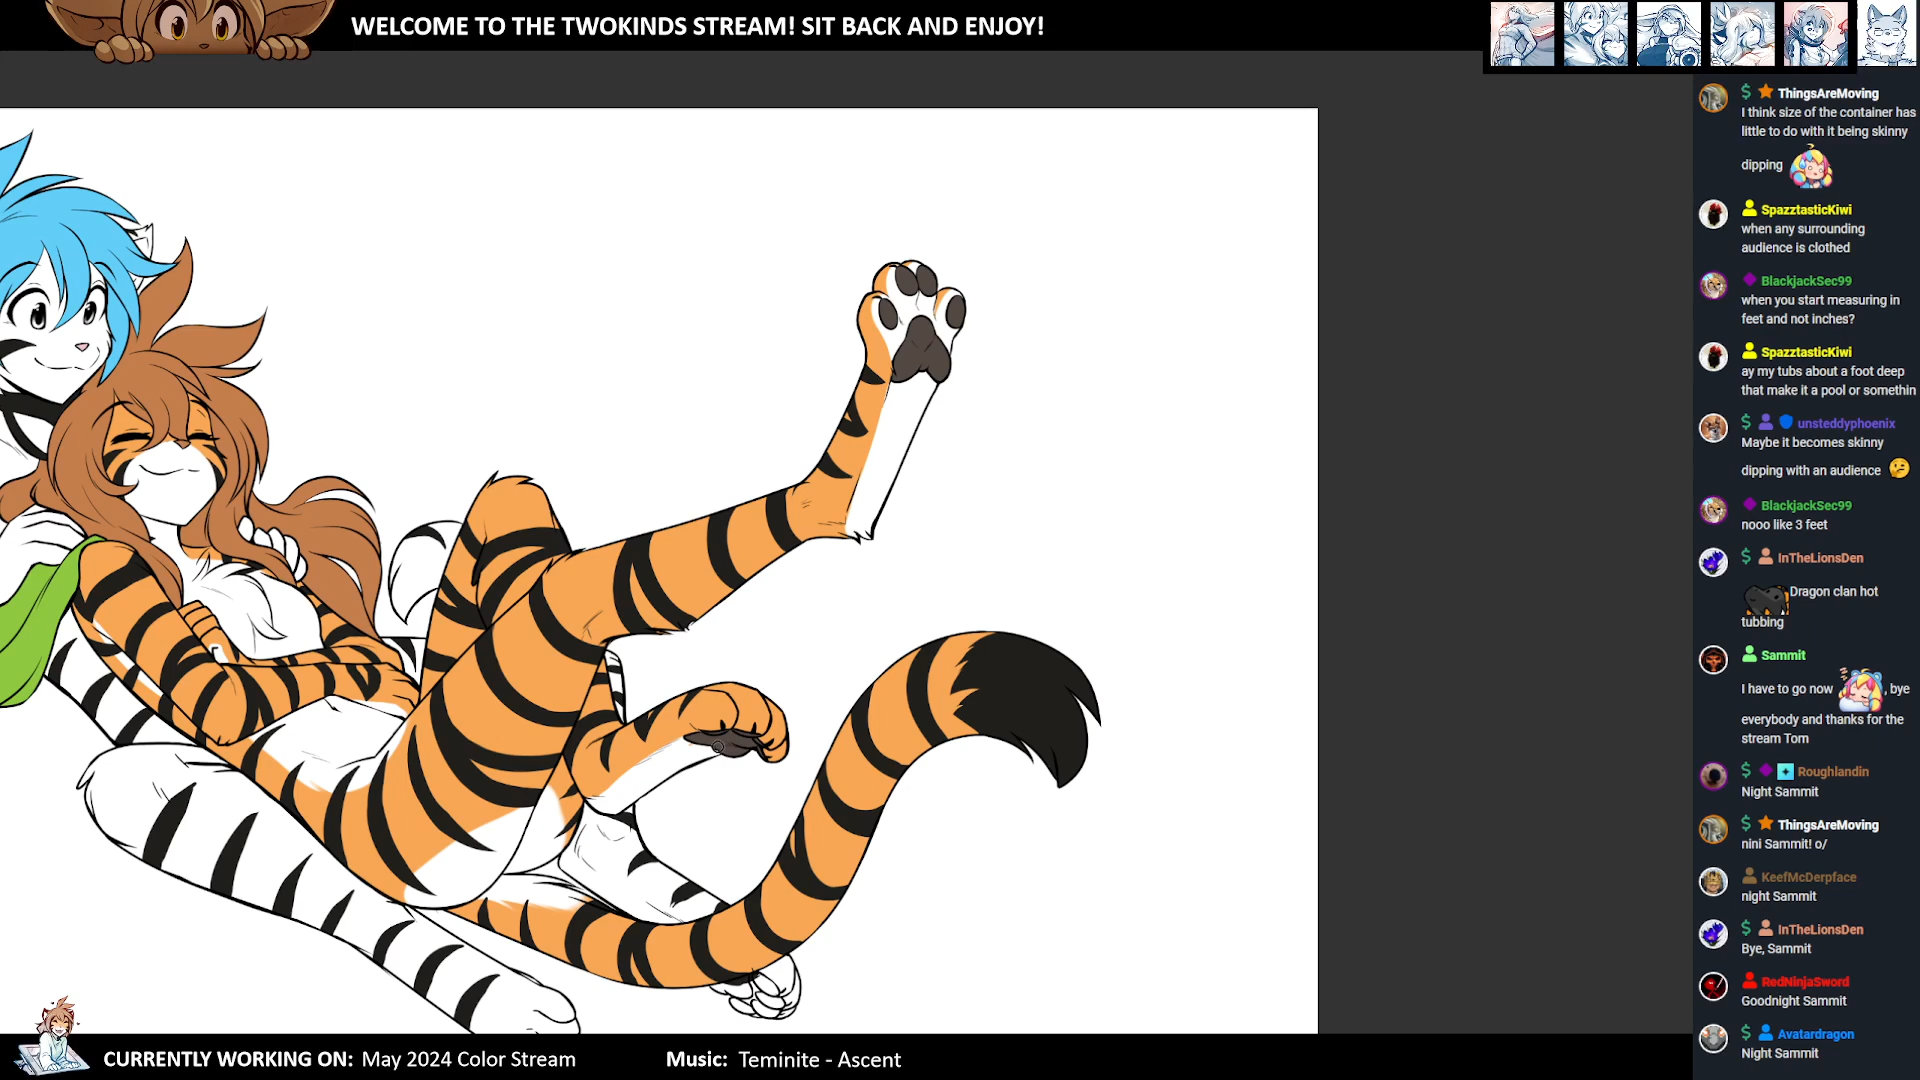 WELCOME TO THE TWOKINDS STREAM! SIT BACK AND ENJOY!
ThingsAreMoving
I think size of the container has
little to do with it being skinny
dipping
SpazztasticKiwi
when any surrounding
audience is clothed
BlackjackSec99
when you start measuring in
feet and not inches?
SpazztasticKiwi
ay my tubs about a foot deep
that make it a pool or somethin
unsteddyphoenix
Maybe it becomes skinny
dipping with an audience
BlackjackSec99
nooo like 3 feet
InTheLionsDen
Dragon clan hot
tubbing
Sammit
I have to go now , bye
everybody and thanks for the
stream Tom
Roughlandin
Night Sammit
ThingsAreMoving
nini Sammit! o/
KeefMcDerpface
night Sammit
InTheLionsDen
Bye, Sammit
RedNinjaSword
Goodnight Sammit
Avatardragon
Night Sammit
CURRENTLY WORKING ON: May 2024 Color Stream
Music: Teminite - Ascent